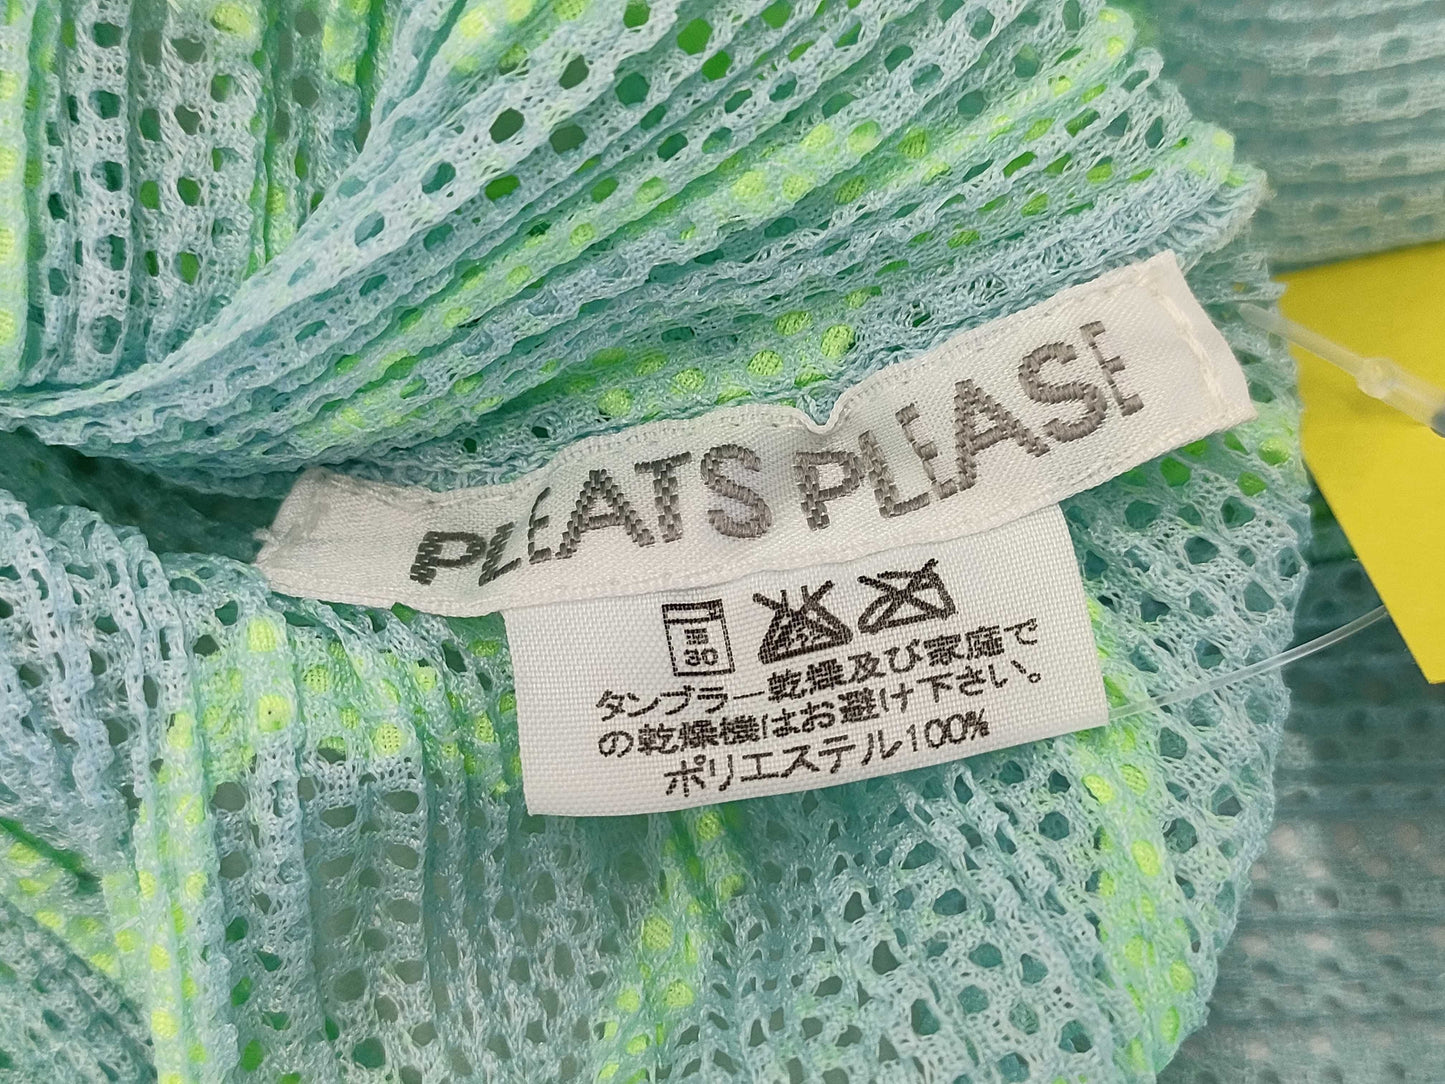 PLEATS PLEASE
弱
30
タンブラー乾燥及び家庭で
の乾燥機はお避け下さい。
ポリエステル100%